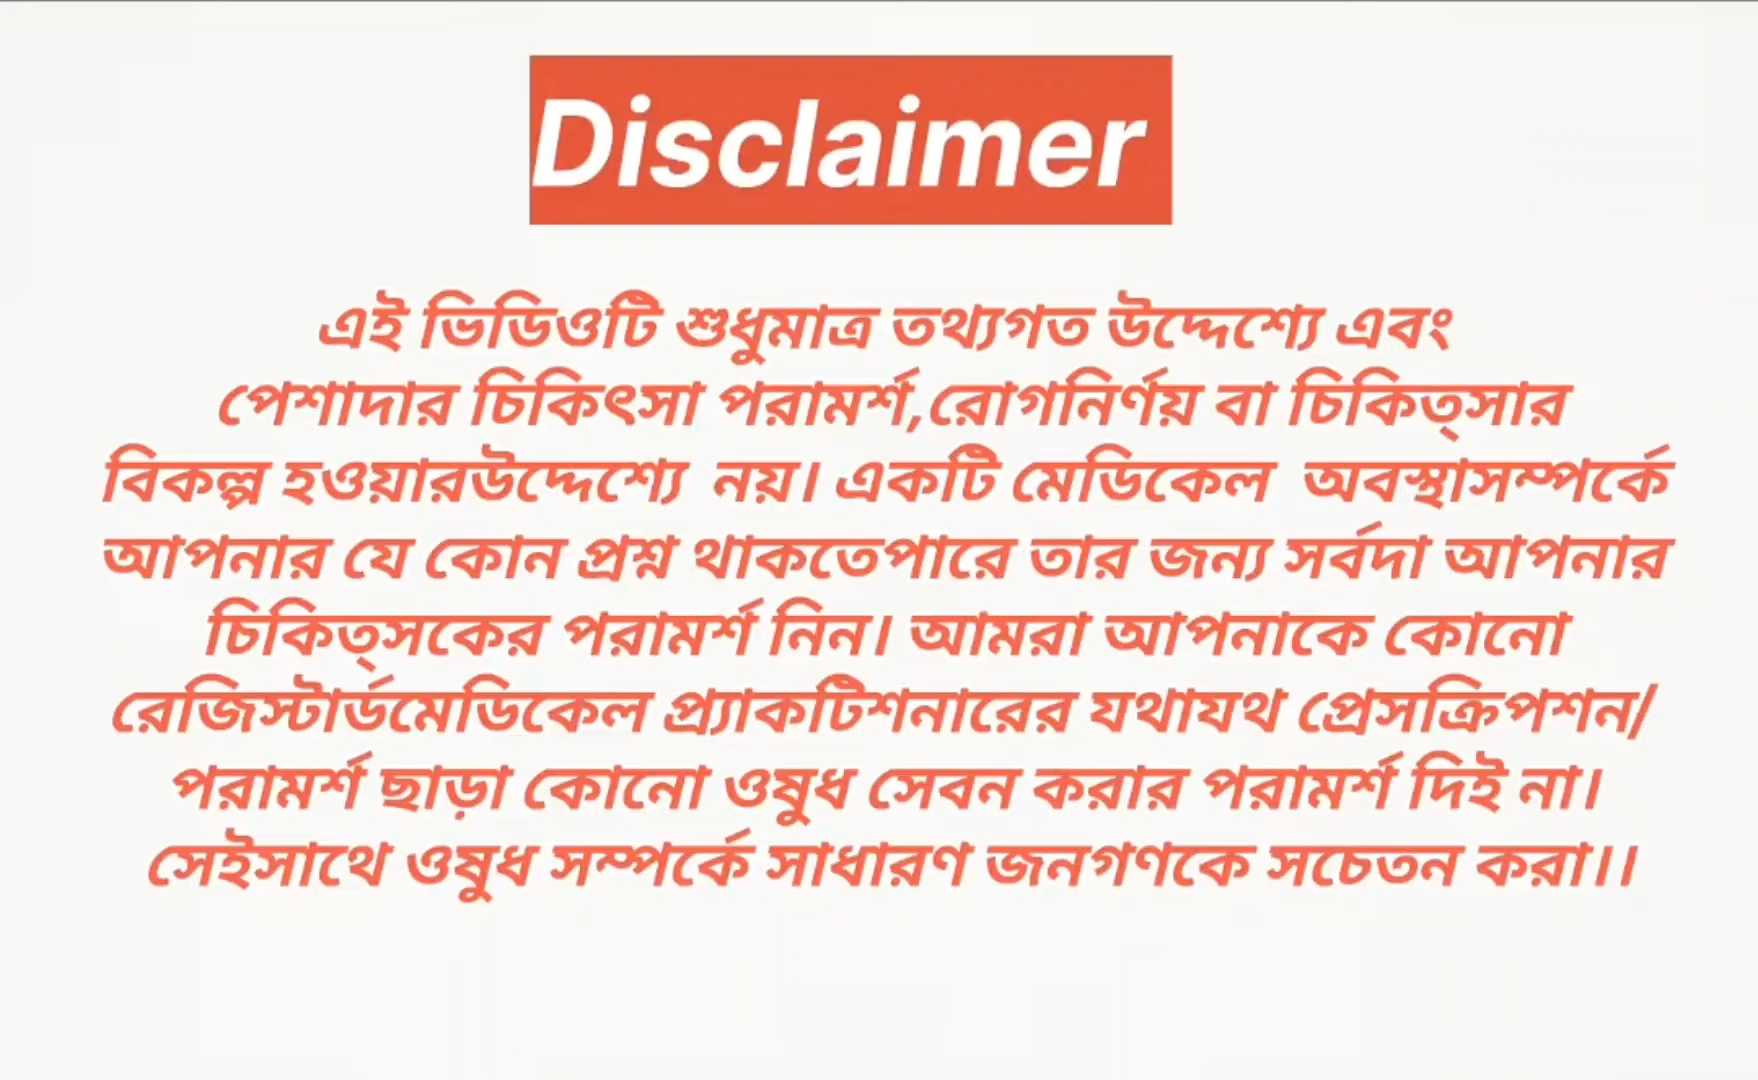 Disclaimer
এই ভিডিওটি শুধুমাত্র তথ্যগত উদ্দেশ্যে এবং
পেশাদার চিকিৎসা পরামর্শ,রোগনির্ণয় বা চিকিত্সার
বিকল্প হওয়ারউদ্দেশ্যে নয়। একটি মেডিকেল অবস্থাসম্পর্কে
আপনার যে কোন প্রশ্ন থাকতেপারে তার জন্য সর্বদা আপনার
চিকিত্সকের পরামর্শ নিন। আমরা আপনাকে কোনো
রেজিস্টার্ডমেডিকেল প্র্যাকটিশনারের যথাযথ প্রেসক্রিপশন/
পরামর্শ ছাড়া কোনো ওষুধ সেবন করার পরামর্শ দিই না।
সেইসাথে ওষুধ সম্পর্কে সাধারণ জনগণকে সচেতন করা।।